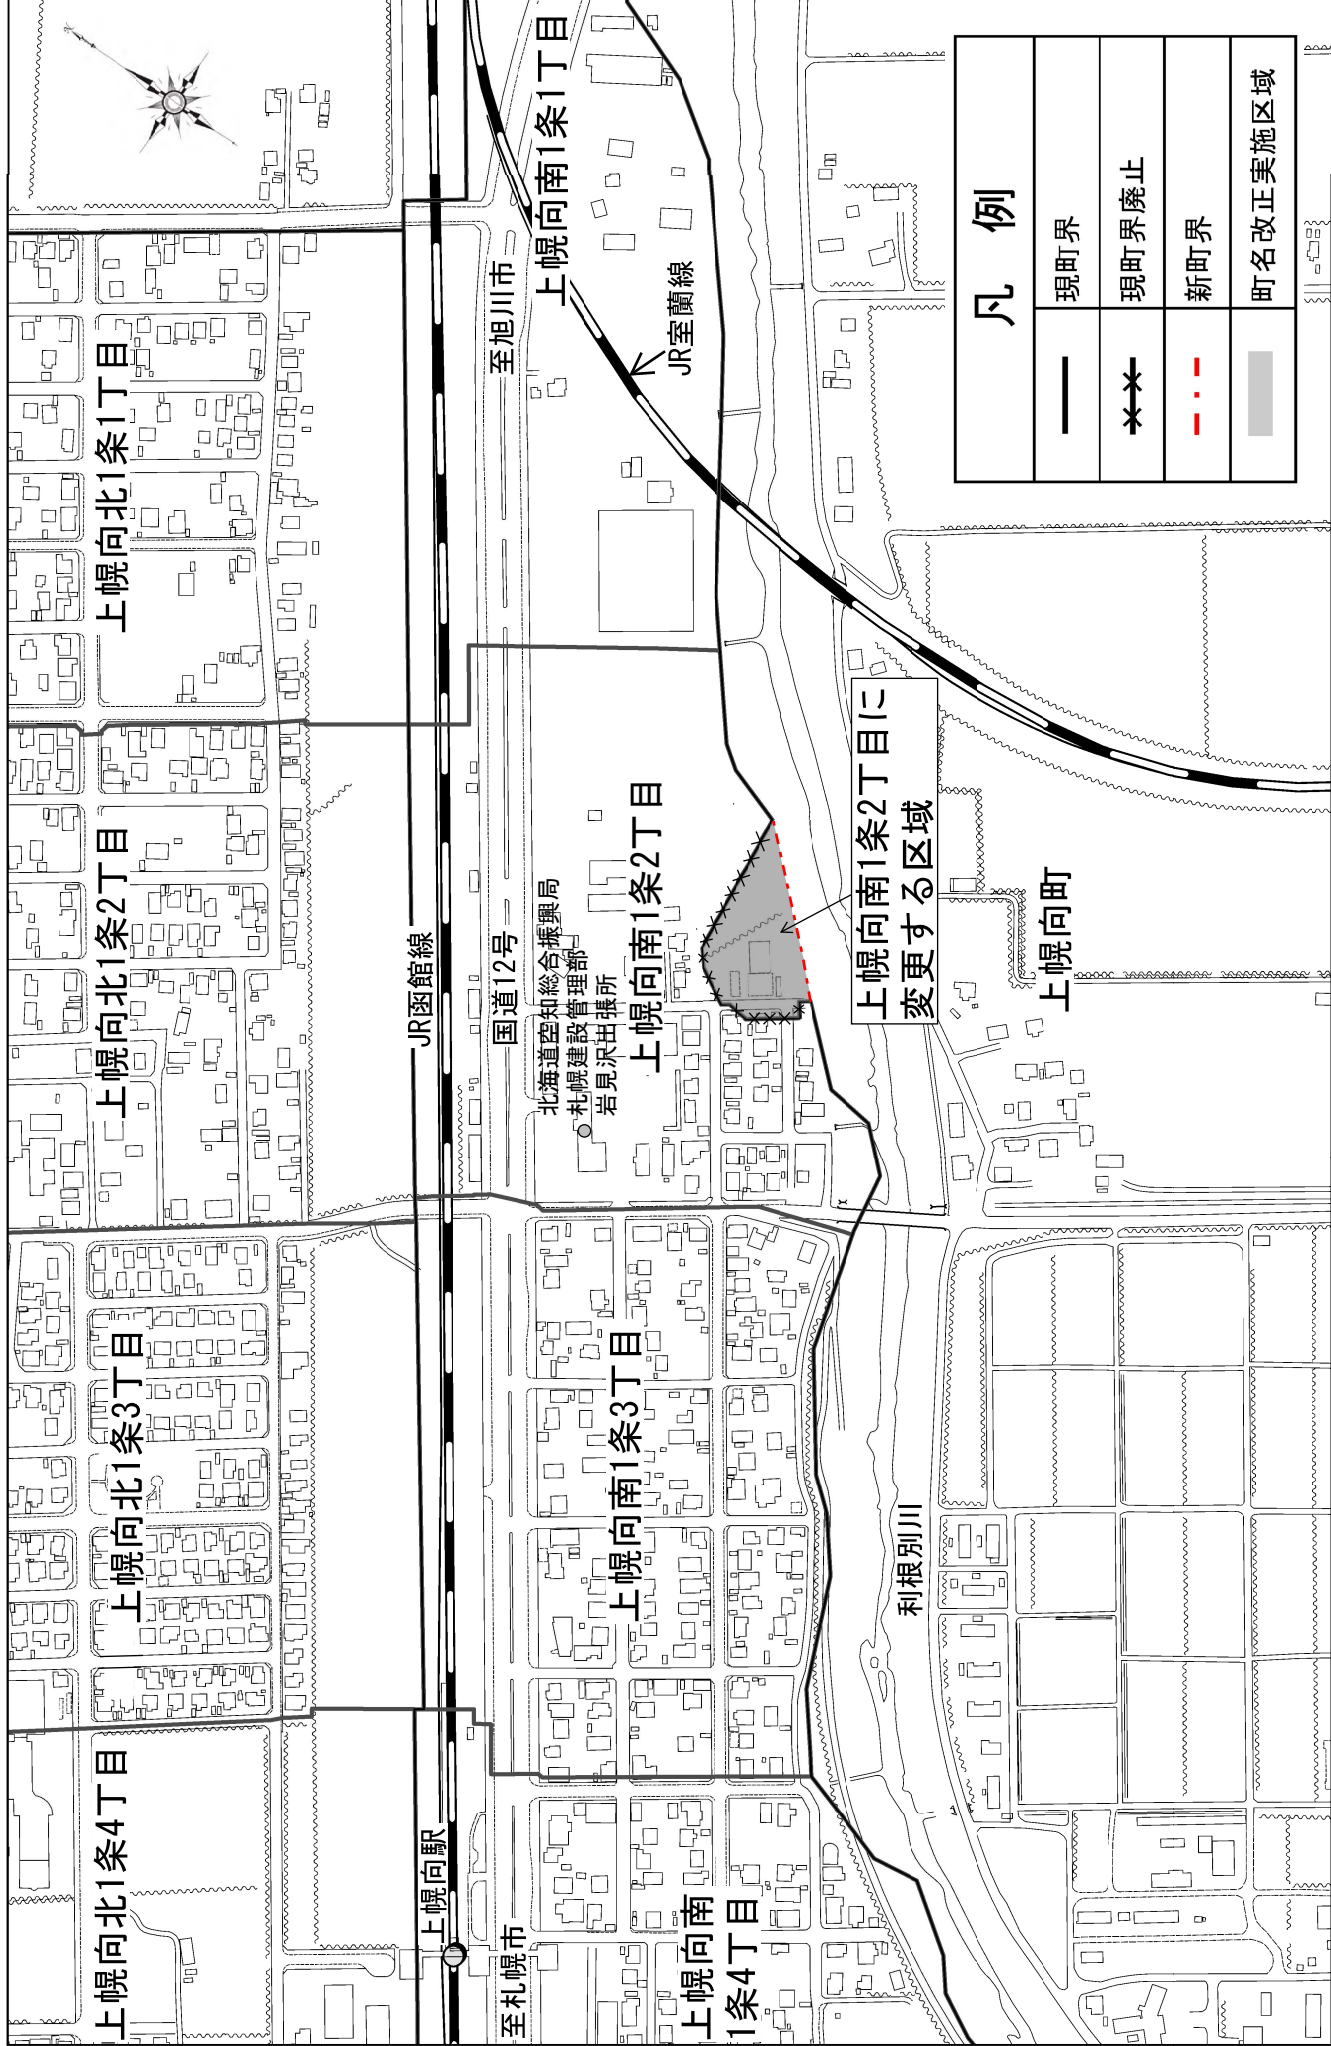 上幌向北1条4丁目
上幌向北1条3丁目
上幌向北1条2丁目
上幌向北1条1丁目
上幌向駅
JR函館線
至札幌市
国道12号
至旭川市
北海道空知総合振興局
札幌建設管理部
岩見沢出張所
上幌向南1条1丁目
上幌向南1条2丁目
上幌向南1条3丁目
上幌向南
1条4丁目
JR室蘭線
上幌向南1条2丁目に
変更する区域
利根別川
上幌向町
凡 例
現町界
現町界廃止
新町界
町名改正実施区域